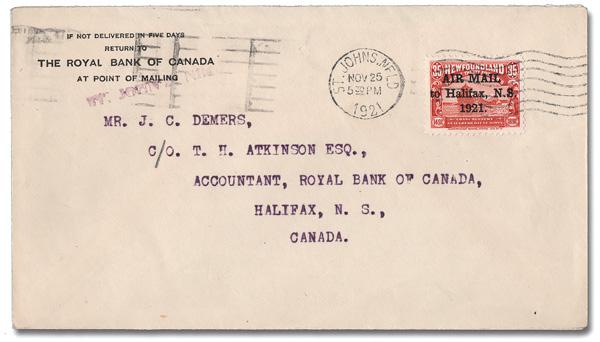 IF NOT DELIVERED IN FIVE DAYS
RETURN TO
THE ROYAL BANK OF CANADA
AT POINT OF MAILING
ST. JOHN'S, NFLD
NOV 25
5 PM
1921
35 NEWFOUNDLAND 35
AIR MAIL
to Halifax, N.S.
1921.
MR. J. C. DEMERS,
C/O. T. H. ATKINSON ESQ.,
ACCOUNTANT, ROYAL BANK OF CANADA,
HALIFAX, N. S.,
CANADA.